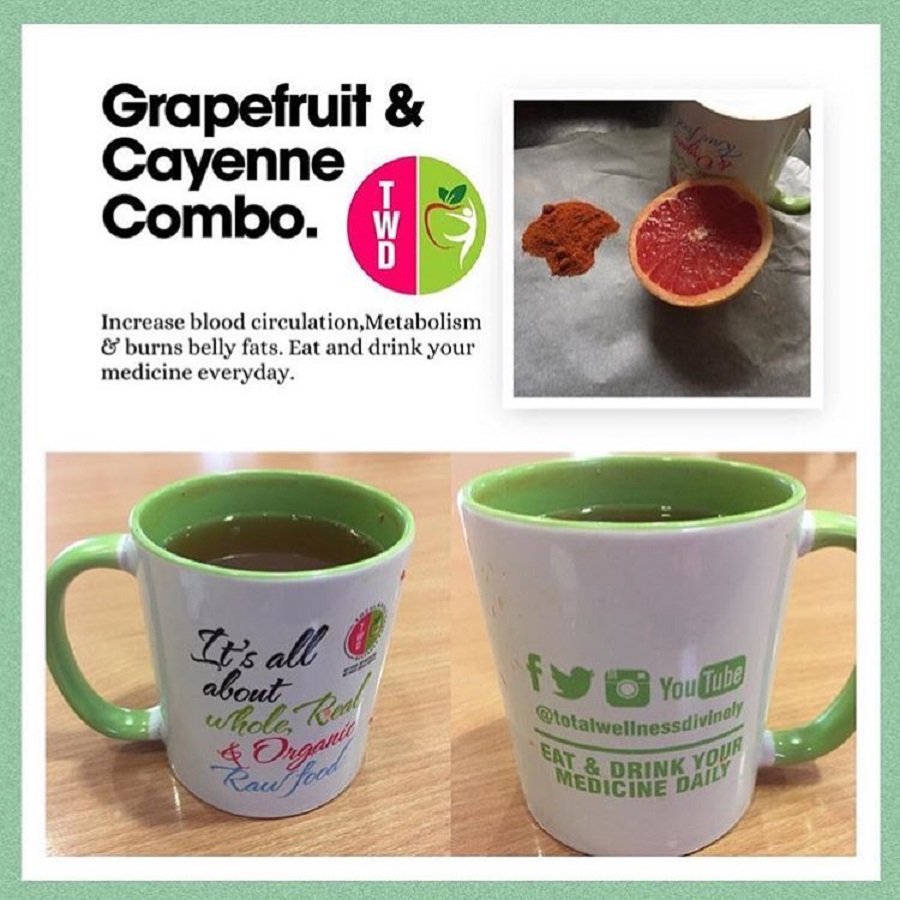 Grapefruit &
Cayenne
Combo.
T
W
D
Increase blood circulation,Metabolism
& burns belly fats. Eat and drink your
medicine everyday.
It's all
about
whole, Real
& Organic
Raw food
f YouTube
@totalwellnessdivinely
EAT & DRINK YOUR
MEDICINE DAILY